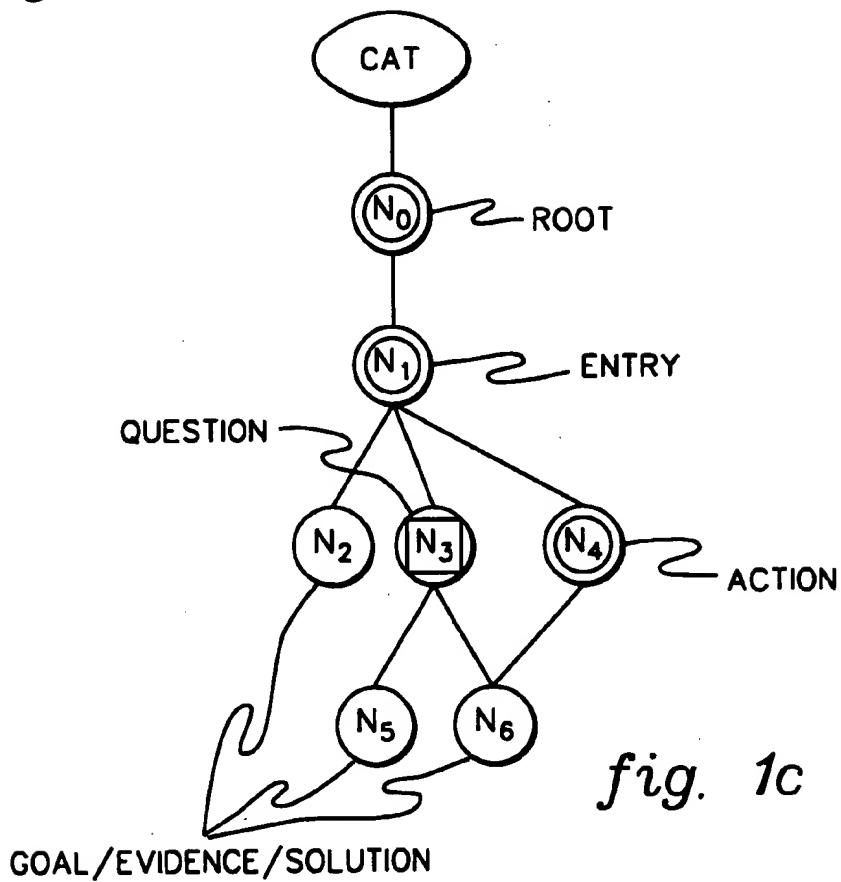 CAT
N₀
ROOT
N₁
ENTRY
QUESTION
N₂
N₃
N₄
ACTION
N₅
N₆
fig. 1c
GOAL/EVIDENCE/SOLUTION